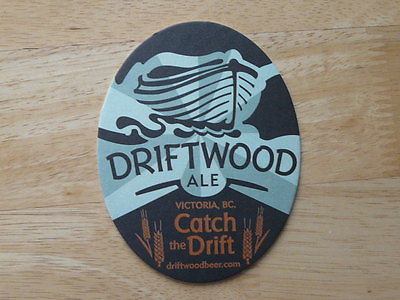 DRIFTWOOD
ALE
VICTORIA, BC.
Catch
the Drift
driftwoodbeer.com